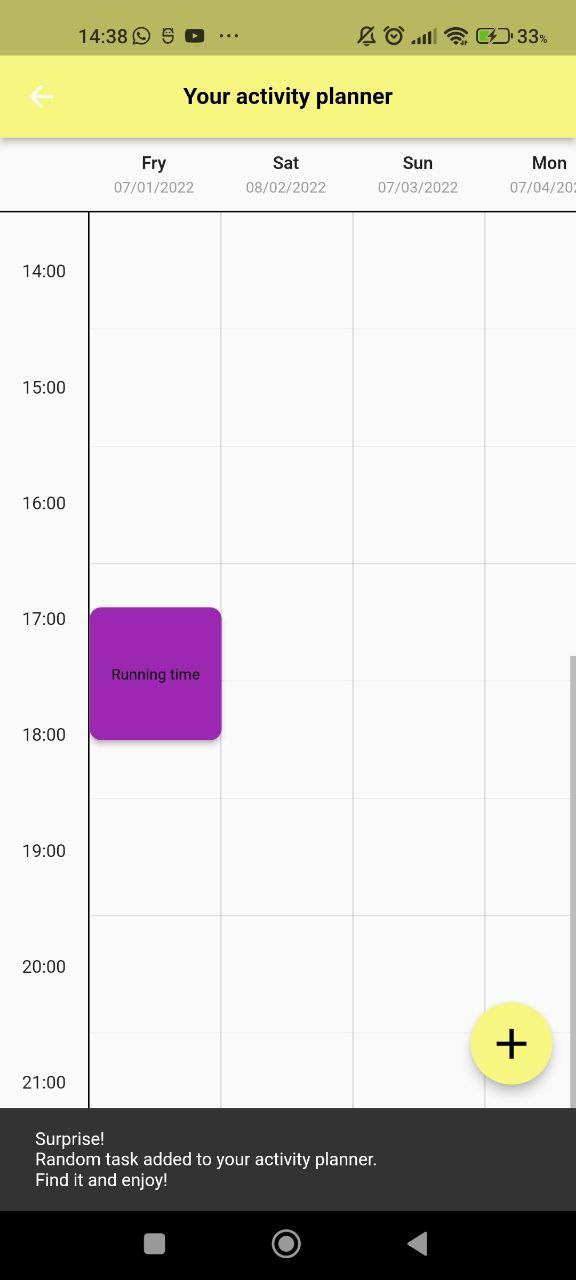 14:38 ... 33%
Your activity planner
Fry Sat Sun Mon
07/01/2022 08/02/2022 07/03/2022 07/04/202
14:00
15:00
16:00
17:00
Running time
18:00
19:00
20:00
21:00
Surprise!
Random task added to your activity planner.
Find it and enjoy!